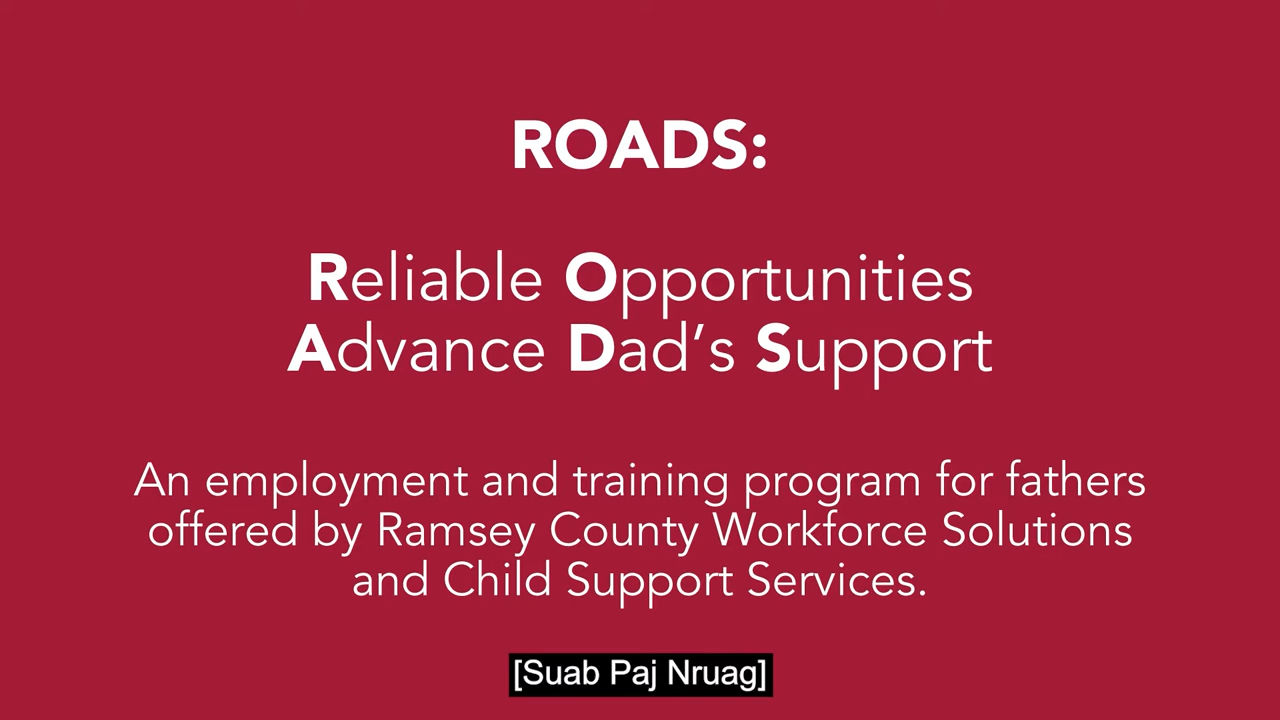 ROADS:
Reliable Opportunities
Advance Dad’s Support
An employment and training program for fathers
offered by Ramsey County Workforce Solutions
and Child Support Services.
[Suab Paj Nruag]